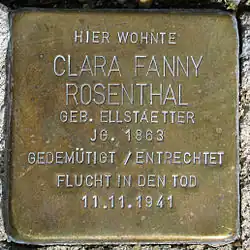 HIER WOHNTE
CLARA FANNY
ROSENTHAL
GEB. ELLSTAETTER
JG. 1863
GEDEMÜTIGT / ENTRECHTET
FLUCHT IN DEN TOD
11.11.1941